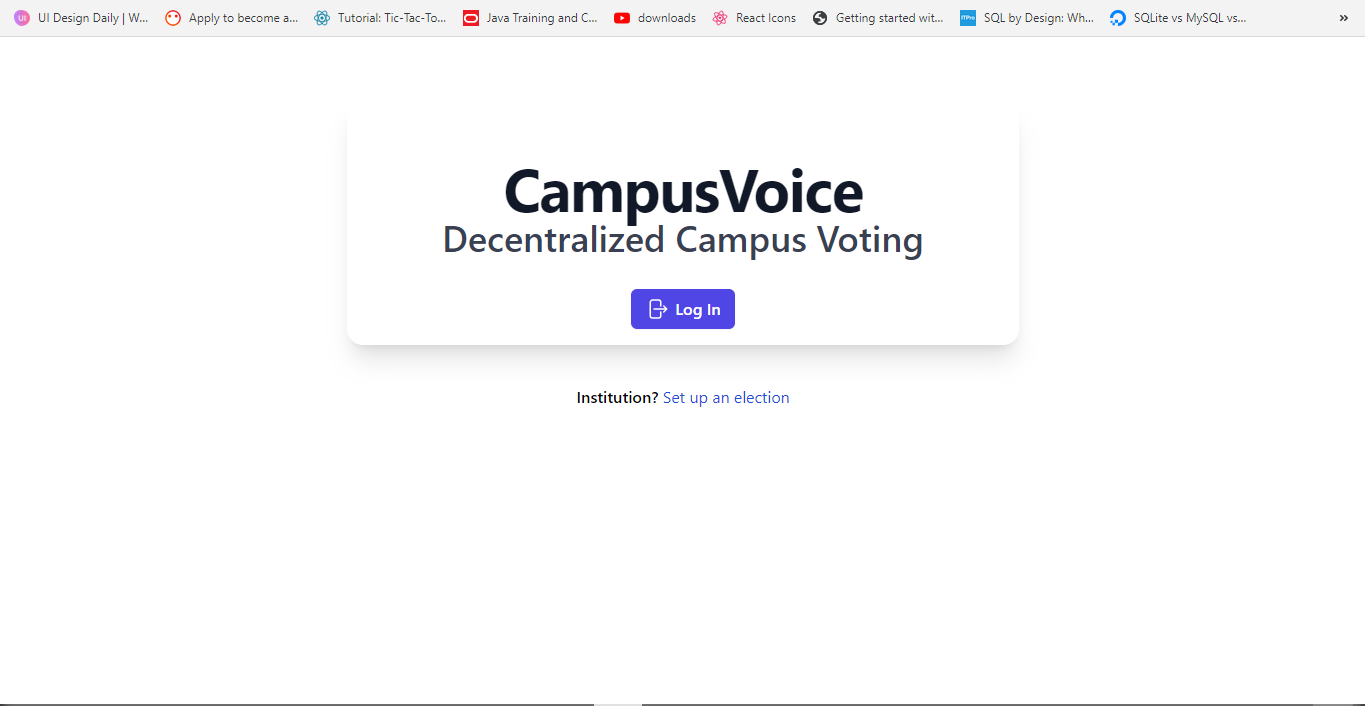 UI Design Daily | W... Apply to become a... Tutorial: Tic-Tac-To... Java Training and C... downloads React Icons Getting started wit... SQL by Design: Wh... SQLite vs MySQL vs... »
CampusVoice
Decentralized Campus Voting
Log In
Institution? Set up an election